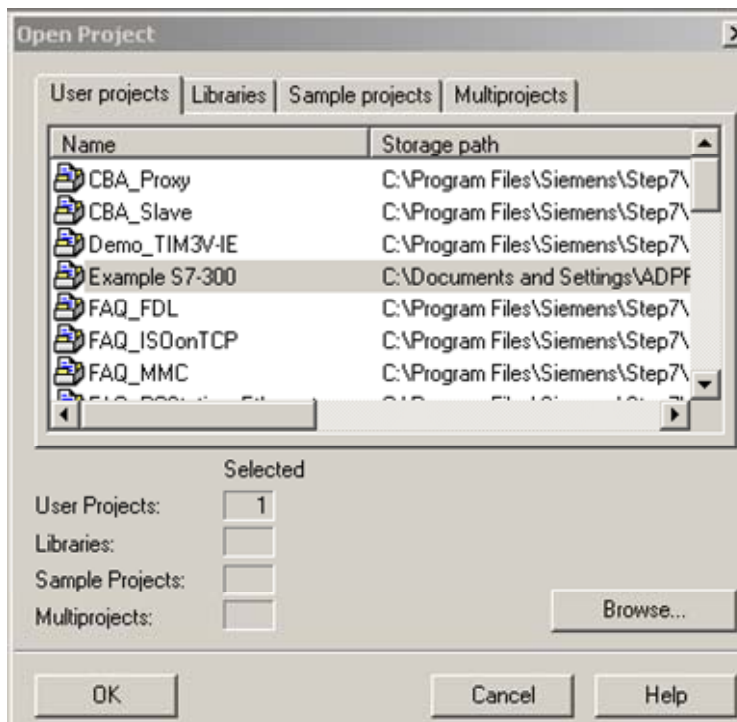 Open Project
User projects Libraries Sample projects Multiprojects
Name Storage path
CBA_Proxy C:\Program Files\Siemens\Step7\
CBA_Slave C:\Program Files\Siemens\Step7\
Demo_TIM3V-IE C:\Program Files\Siemens\Step7\
Example S7-300 C:\Documents and Settings\ADPF
FAQ_FDL C:\Program Files\Siemens\Step7\
FAQ_ISOonTCP C:\Program Files\Siemens\Step7\
FAQ_MMC C:\Program Files\Siemens\Step7\
Selected
User Projects: 1
Libraries:
Sample Projects:
Multiprojects:
Browse...
OK Cancel Help